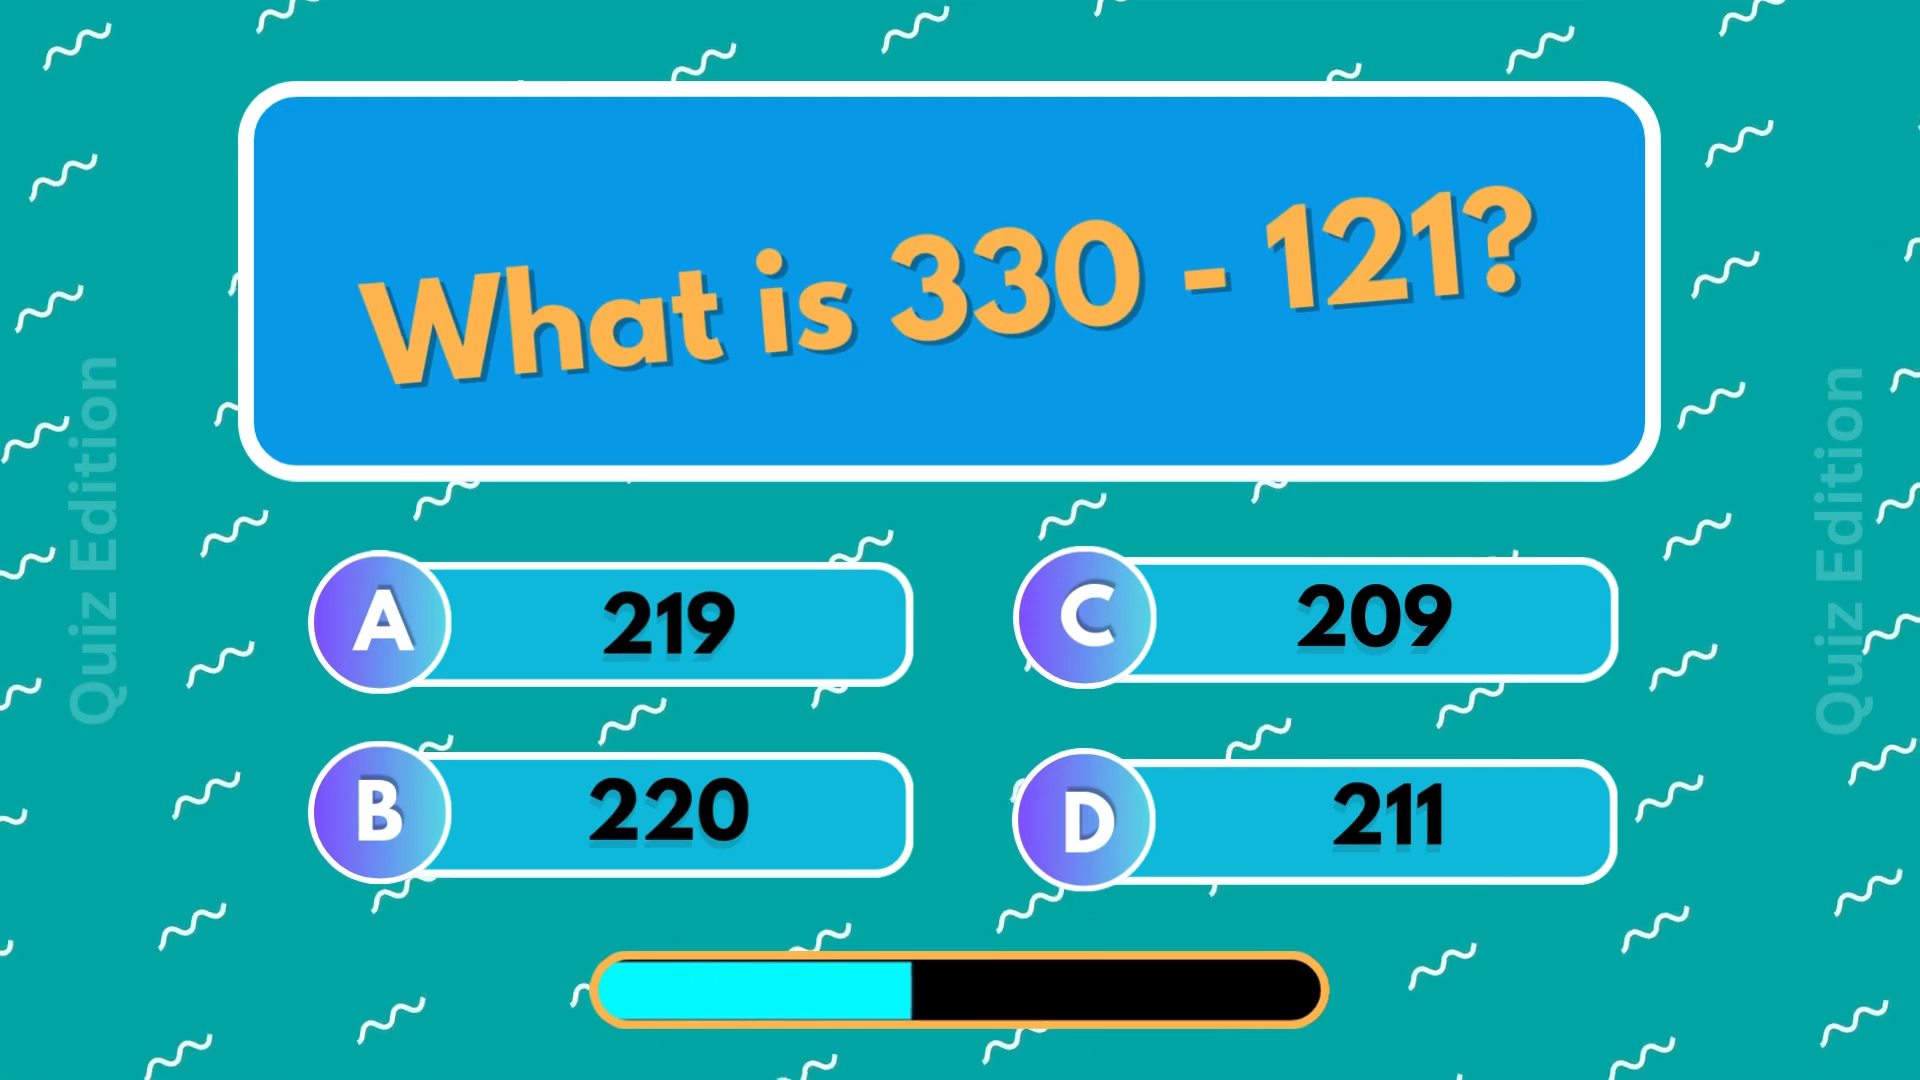 What is 330 - 121?
A 219
C 209
B 220
D 211
Quiz Edition
Quiz Edition